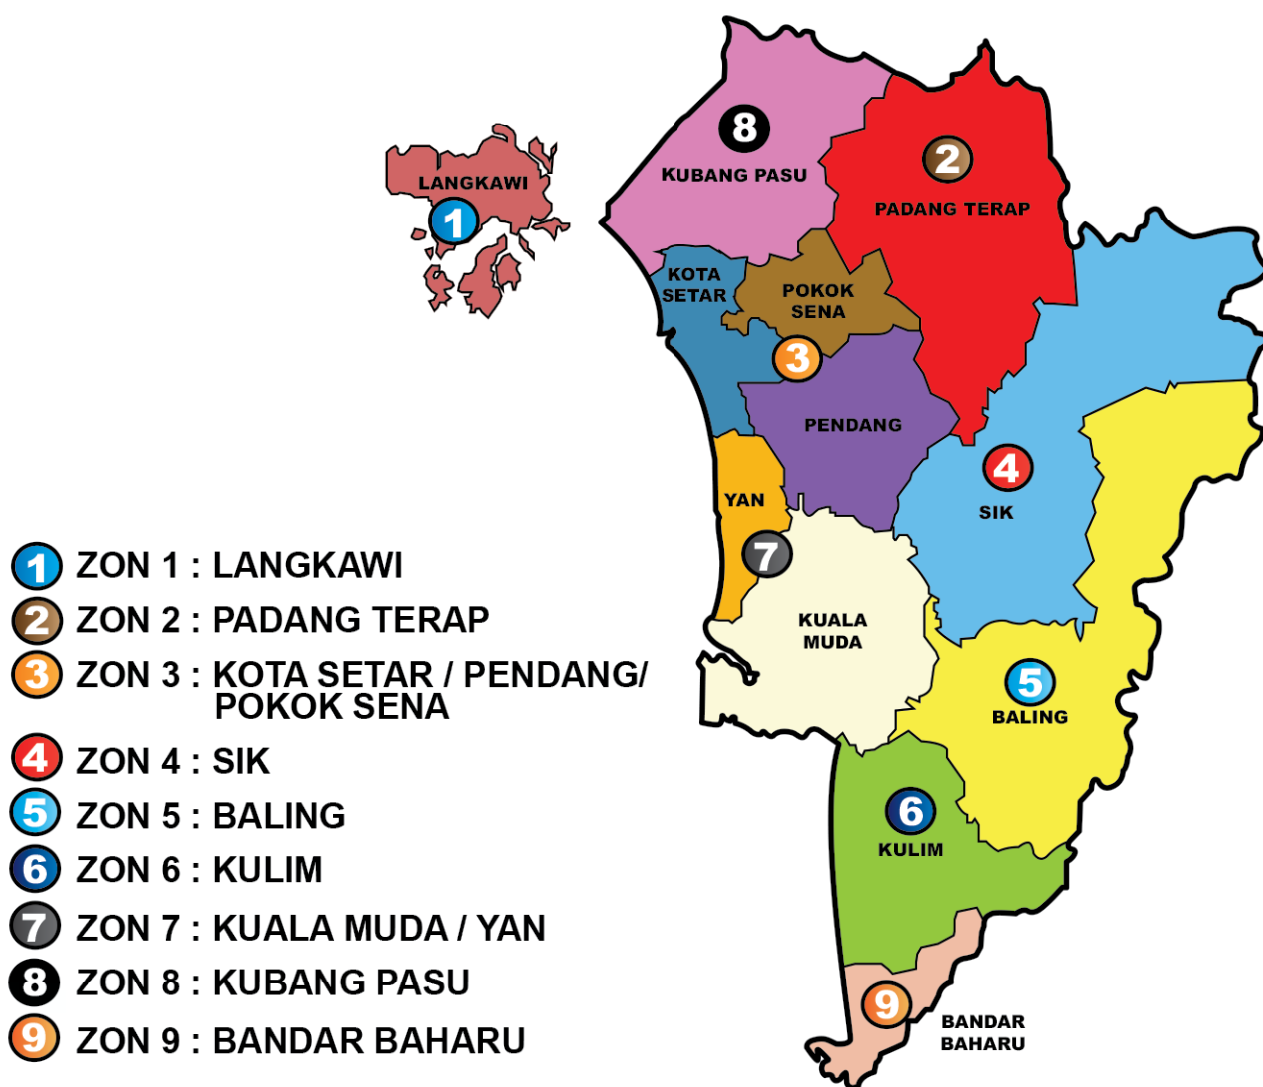 8
KUBANG PASU
2
PADANG TERAP
LANGKAWI
1
KOTA
SETAR
POKOK
SENA
3
PENDANG
4
SIK
YAN
7
KUALA
MUDA
5
BALING
6
KULIM
9
BANDAR
BAHARU
1 ZON 1 : LANGKAWI
2 ZON 2 : PADANG TERAP
3 ZON 3 : KOTA SETAR / PENDANG/
POKOK SENA
4 ZON 4 : SIK
5 ZON 5 : BALING
6 ZON 6 : KULIM
7 ZON 7 : KUALA MUDA / YAN
8 ZON 8 : KUBANG PASU
9 ZON 9 : BANDAR BAHARU